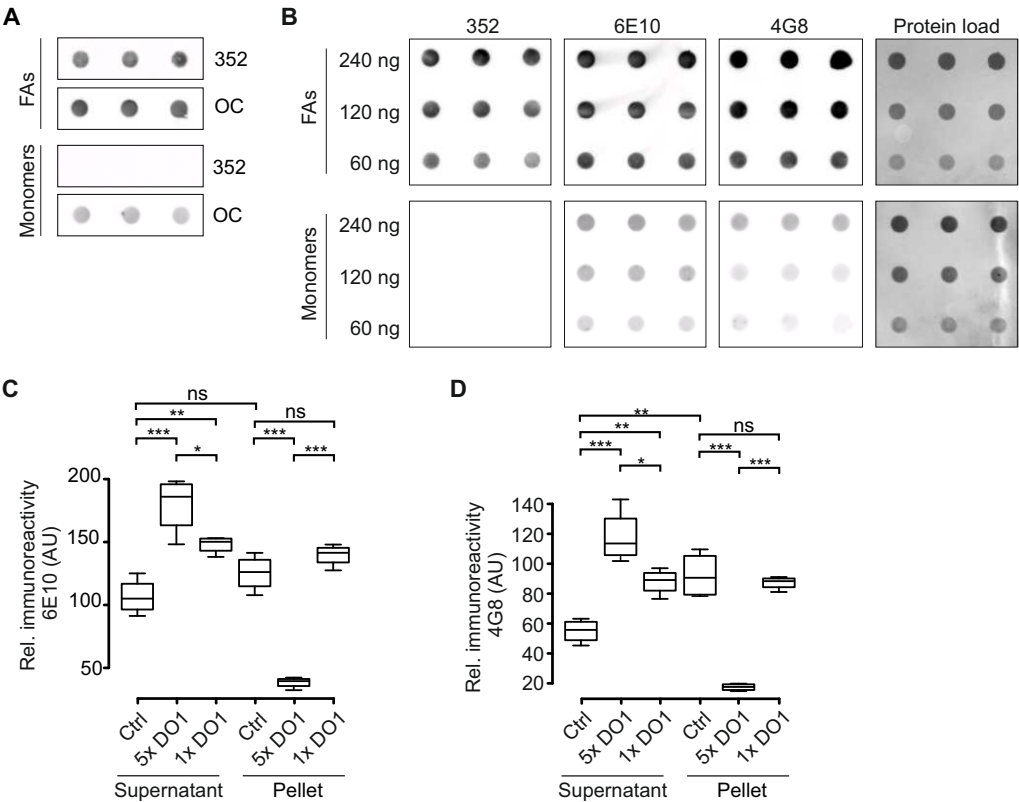 A
FAs
352
OC
Monomers
352
OC
B
352 6E10 4G8 Protein load
FAs
240 ng
120 ng
60 ng
Monomers
240 ng
120 ng
60 ng
C
ns
** ns
*** ***
* ***
Rel. immunoreactivity
6E10 (AU)
200
150
100
50
Ctrl 5x DO1 1x DO1 Ctrl 5x DO1 1x DO1
Supernatant Pellet
D
**
** ns
*** ***
* ***
Rel. immunoreactivity
4G8 (AU)
140
120
100
80
60
40
20
Ctrl 5x DO1 1x DO1 Ctrl 5x DO1 1x DO1
Supernatant Pellet